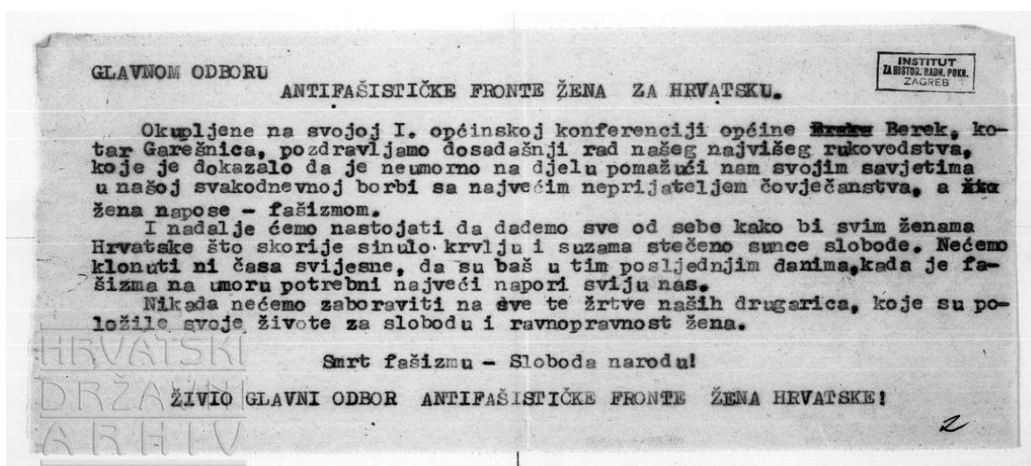 GLAVNOM ODBORU
INSTITUT
ZA HISTOR. RADN. POKR.
ZAGREB
ANTIFAŠISTIČKE FRONTE ŽENA ZA HRVATSKU.
Okupljene na svojoj I. općinskoj konferenciji općine Berek, ko-
tar Garešnica, pozdravljamo dosadašnji rad našeg najvišeg rukovodstva,
koje je dokazalo da je neumorno na djelu pomažući nam svojim savjetima
u našoj svakodnevnoj borbi sa najvećim neprijateljem čovječanstva, a
žena napose - fašizmom.
I nadalje ćemo nastojati da dademo sve od sebe kako bi svim ženama
Hrvatske što skorije sinulo krvlju i suzama stečeno sunce slobode. Nećemo
klonuti ni časa svijesne, da su baš u tim posljednjim danima,kada je fa-
šizma na umoru potrebni najveći napori sviju nas.
Nikada nećemo zaboraviti na sve te žrtve naših drugarica, koje su po-
ložile svoje živote za slobodu i ravnopravnost žena.
Smrt fašizmu - Sloboda narodu!
ŽIVIO GLAVNI ODBOR ANTIFAŠISTIČKE FRONTE ŽENA HRVATSKE!
HRVATSKI
DRŽAVNI
ARHIV
2